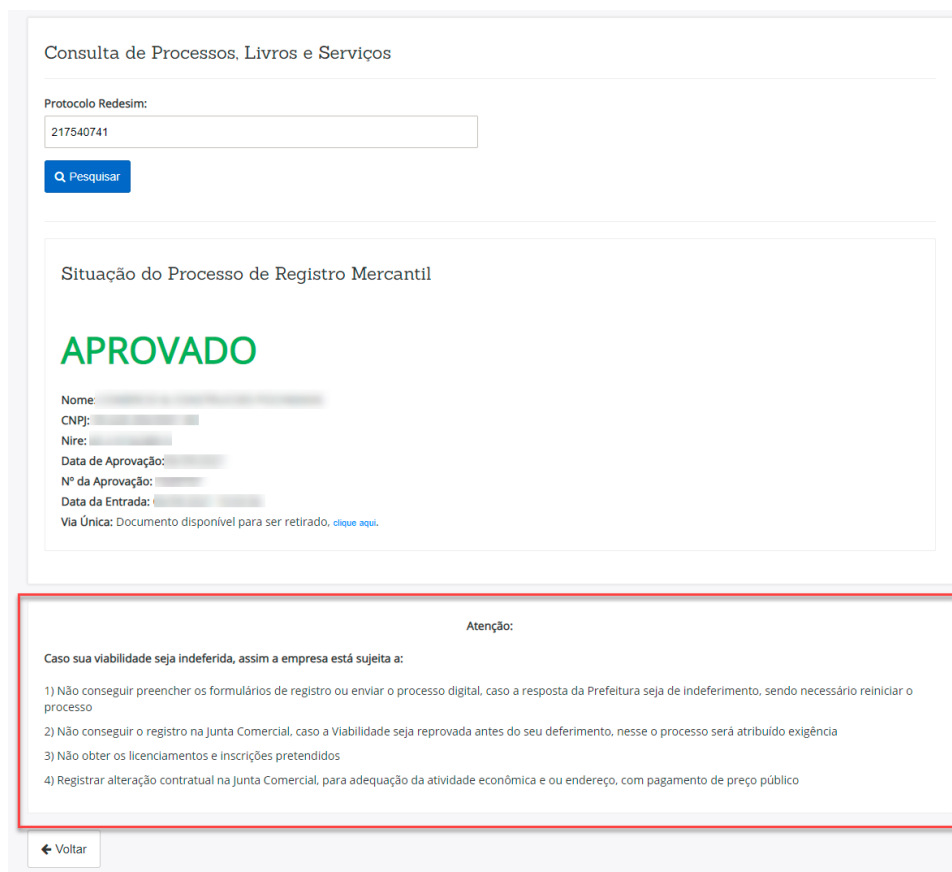 Consulta de Processos, Livros e Serviços
Protocolo Redesim:
217540741
Pesquisar
Situação do Processo de Registro Mercantil
APROVADO
Nome:
CNPJ:
Nire:
Data de Aprovação:
Nº da Aprovação:
Data da Entrada:
Via Única: Documento disponível para ser retirado, clique aqui.
Atenção:
Caso sua viabilidade seja indeferida, assim a empresa está sujeita a:
1) Não conseguir preencher os formulários de registro ou enviar o processo digital, caso a resposta da Prefeitura seja de indeferimento, sendo necessário reiniciar o
processo
2) Não conseguir o registro na Junta Comercial, caso a Viabilidade seja reprovada antes do seu deferimento, nesse o processo será atribuído exigência
3) Não obter os licenciamentos e inscrições pretendidos
4) Registrar alteração contratual na Junta Comercial, para adequação da atividade econômica e ou endereço, com pagamento de preço público
Voltar